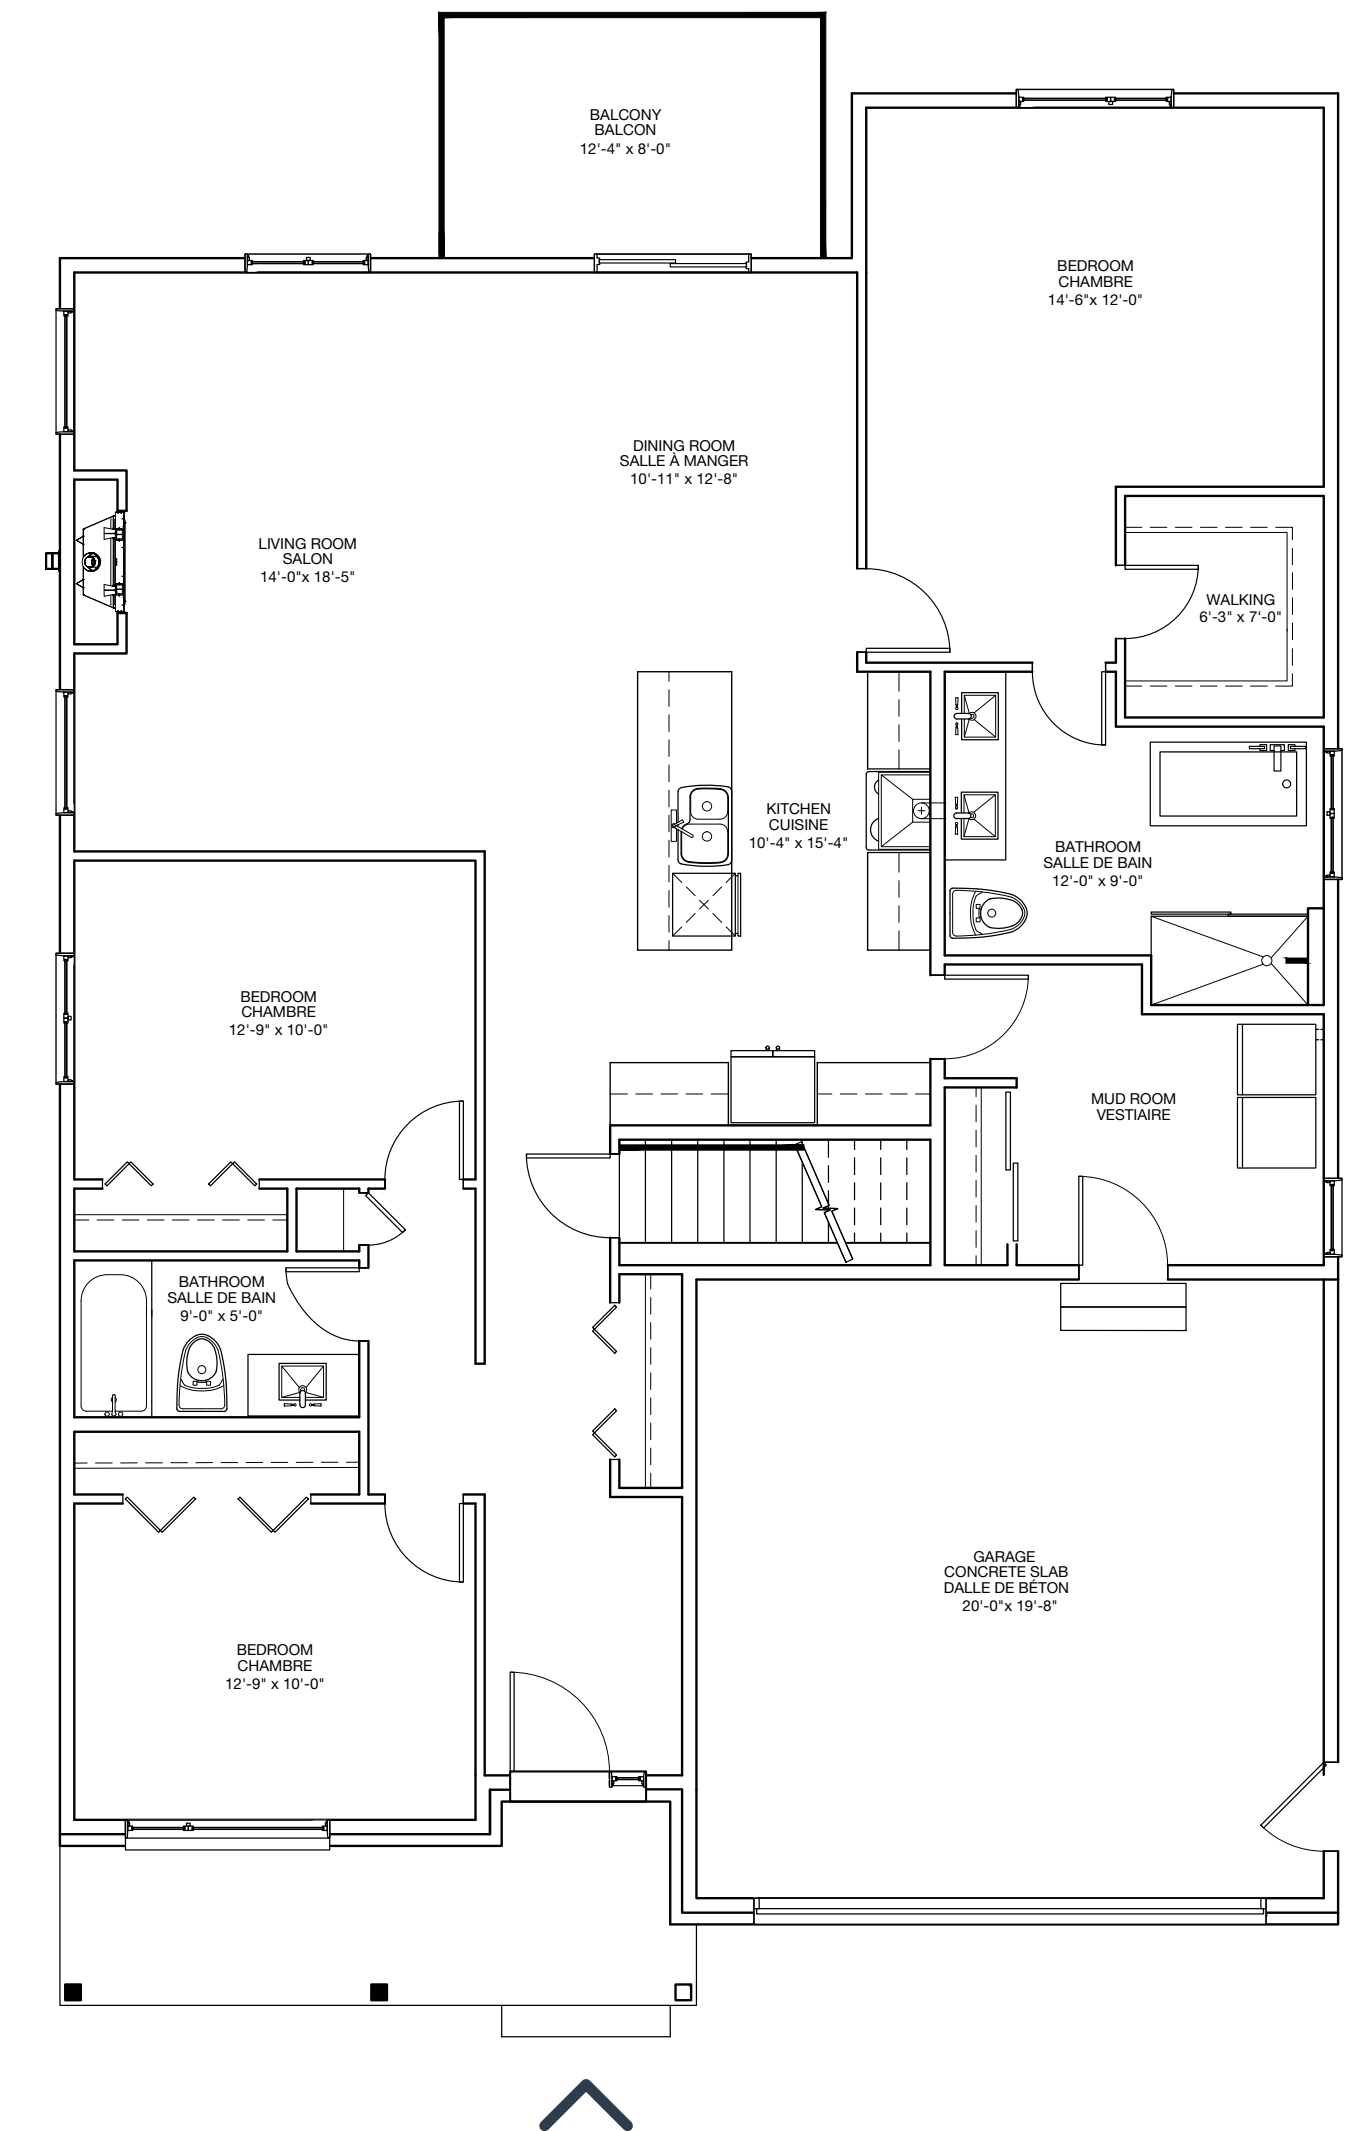 BALCONY
BALCON
12'-4" x 8'-0"
BEDROOM
CHAMBRE
14'-6"x 12'-0"
DINING ROOM
SALLE À MANGER
10'-11" x 12'-8"
LIVING ROOM
SALON
14'-0"x 18'-5"
WALKING
6'-3" x 7'-0"
KITCHEN
CUISINE
10'-4" x 15'-4"
BATHROOM
SALLE DE BAIN
12'-0" x 9'-0"
BEDROOM
CHAMBRE
12'-9" x 10'-0"
MUD ROOM
VESTIAIRE
BATHROOM
SALLE DE BAIN
9'-0" x 5'-0"
GARAGE
CONCRETE SLAB
DALLE DE BÉTON
20'-0"x 19'-8"
BEDROOM
CHAMBRE
12'-9" x 10'-0"